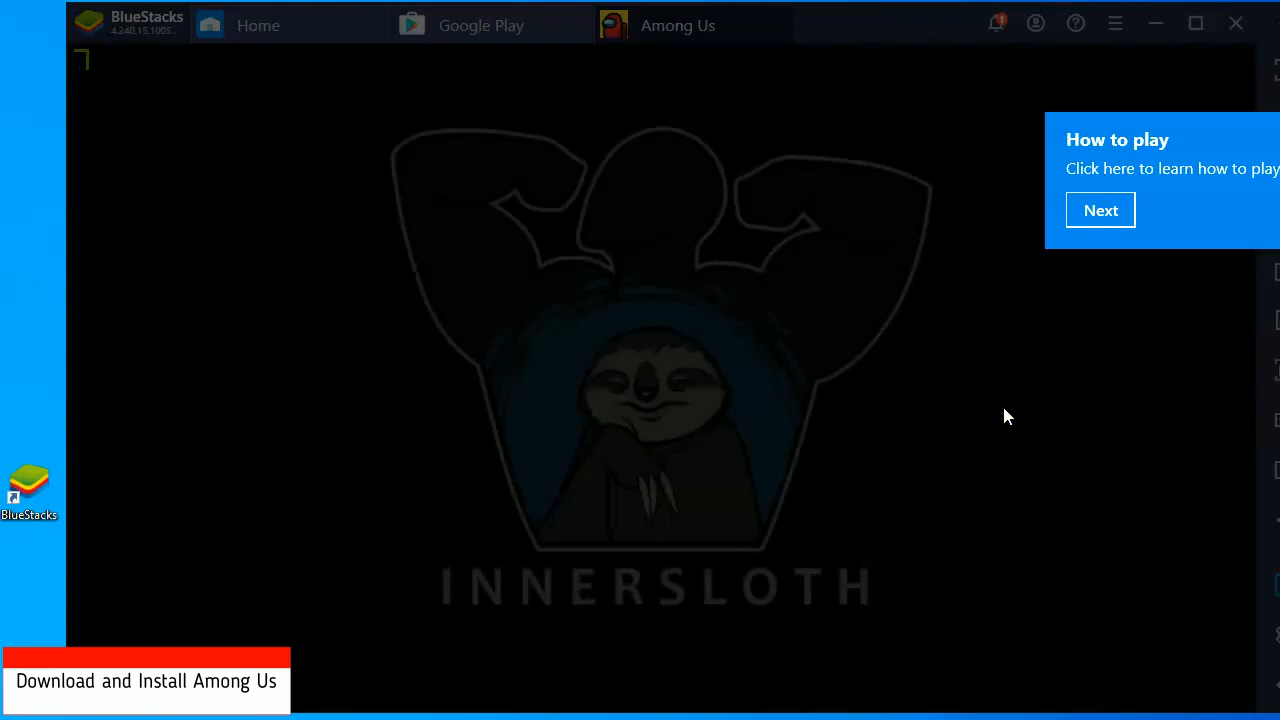 BlueStacks
4.240.15.1005
Home
Google Play
Among Us
How to play
Click here to learn how to play
Next
INNERSLOTH
BlueStacks
Download and Install Among Us